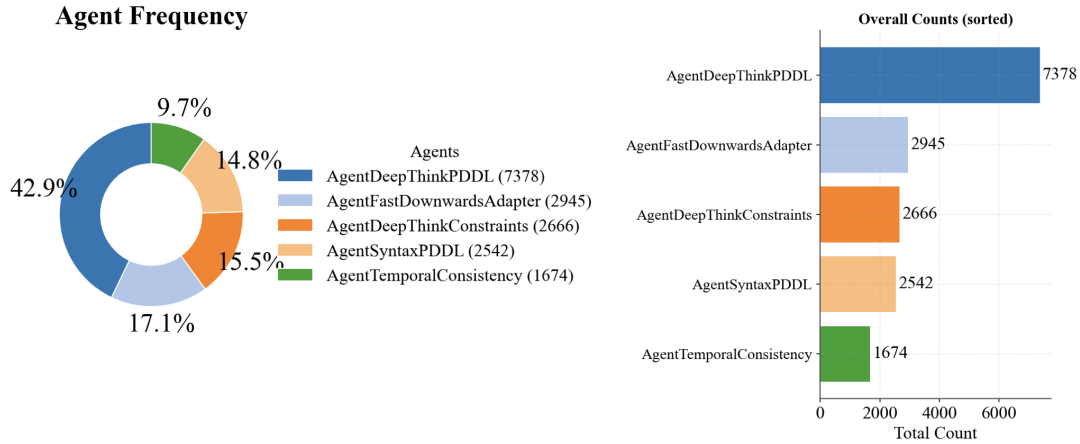 Agent Frequency
9.7%
14.8%
42.9%
15.5%
17.1%
Agents
AgentDeepThinkPDDL (7378)
AgentFastDownwardsAdapter (2945)
AgentDeepThinkConstraints (2666)
AgentSyntaxPDDL (2542)
AgentTemporalConsistency (1674)
Overall Counts (sorted)
AgentDeepThinkPDDL 7378
AgentFastDownwardsAdapter 2945
AgentDeepThinkConstraints 2666
AgentSyntaxPDDL 2542
AgentTemporalConsistency 1674
0 2000 4000 6000
Total Count